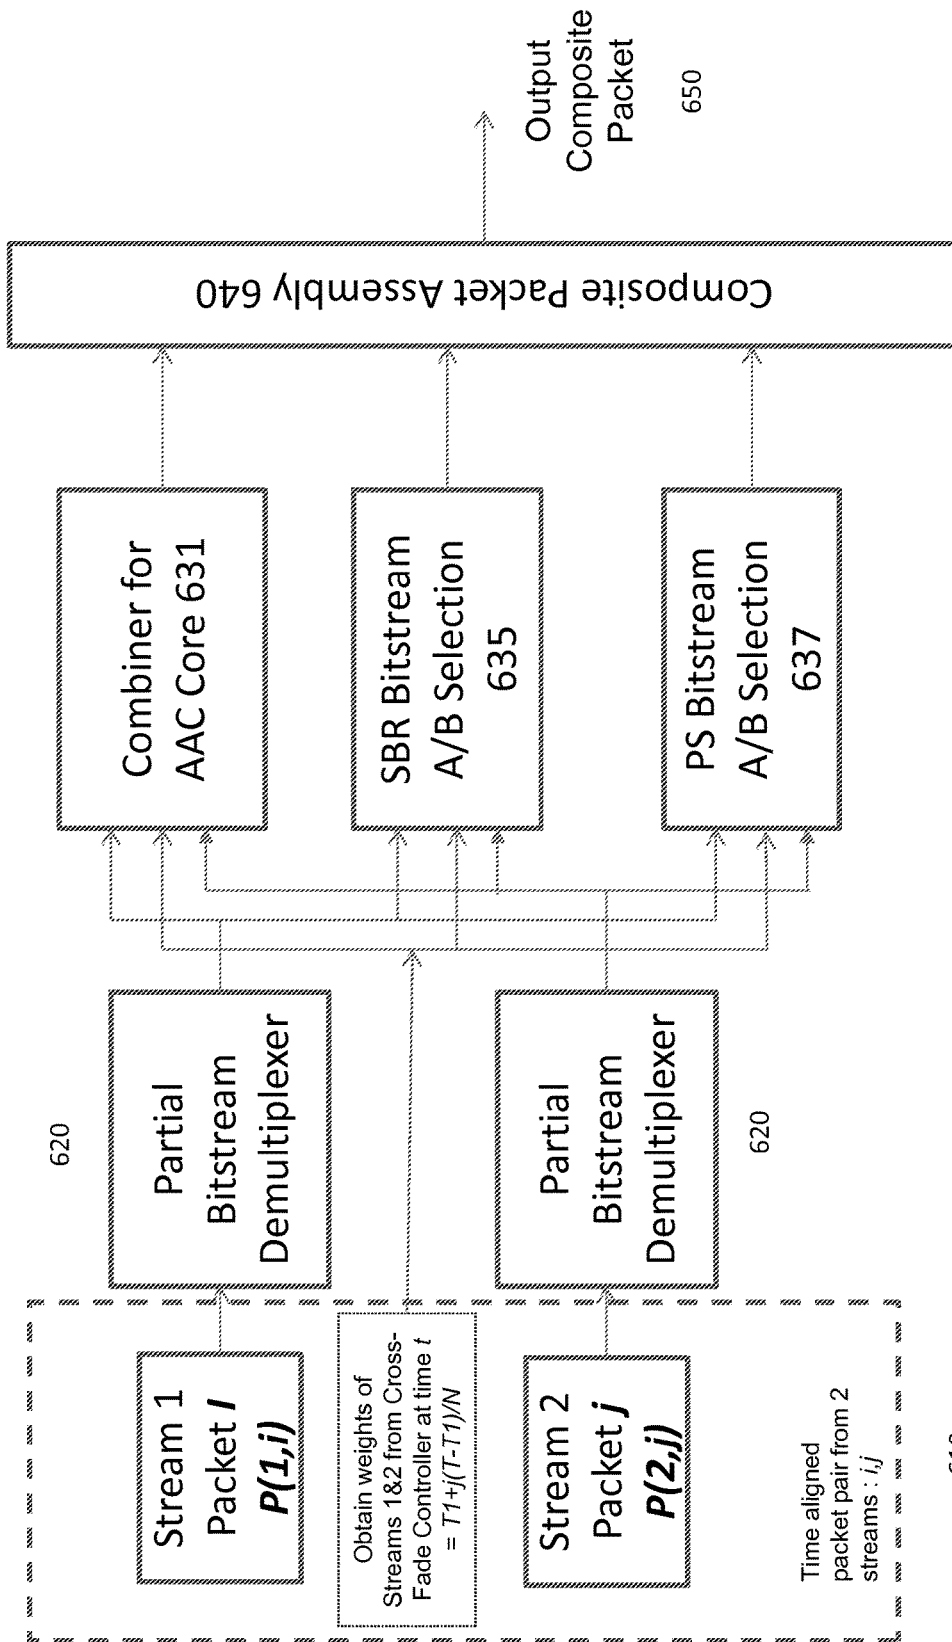 Stream 1
Packet I
P(1,i)
Obtain weights of
Streams 1&2 from Cross-
Fade Controller at time t
= T1+j(T-T1)/N
Stream 2
Packet j
P(2,j)
Time aligned
packet pair from 2
streams : i,j
620
Partial
Bitstream
Demultiplexer
Partial
Bitstream
Demultiplexer
620
Combiner for
AAC Core 631
SBR Bitstream
A/B Selection
635
PS Bitstream
A/B Selection
637
Composite Packet Assembly 640
Output
Composite
Packet
650